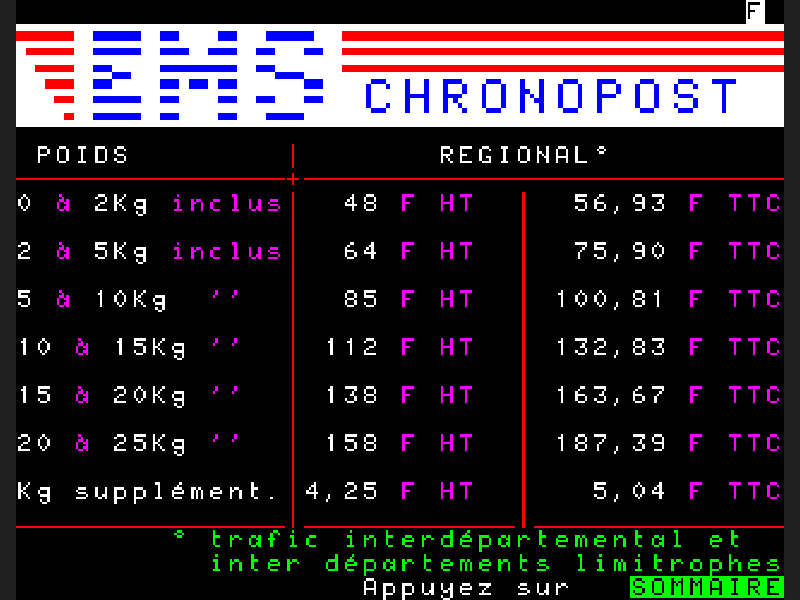 F
EMS CHRONOPOST
POIDS REGIONAL°
0 à 2Kg inclus 48 F HT 56,93 F TTC
2 à 5Kg inclus 64 F HT 75,90 F TTC
5 à 10Kg '' 85 F HT 100,81 F TTC
10 à 15Kg '' 112 F HT 132,83 F TTC
15 à 20Kg '' 138 F HT 163,67 F TTC
20 à 25Kg '' 158 F HT 187,39 F TTC
Kg supplément. 4,25 F HT 5,04 F TTC
° trafic interdépartemental et
inter départements limitrophes
Appuyez sur SOMMAIRE